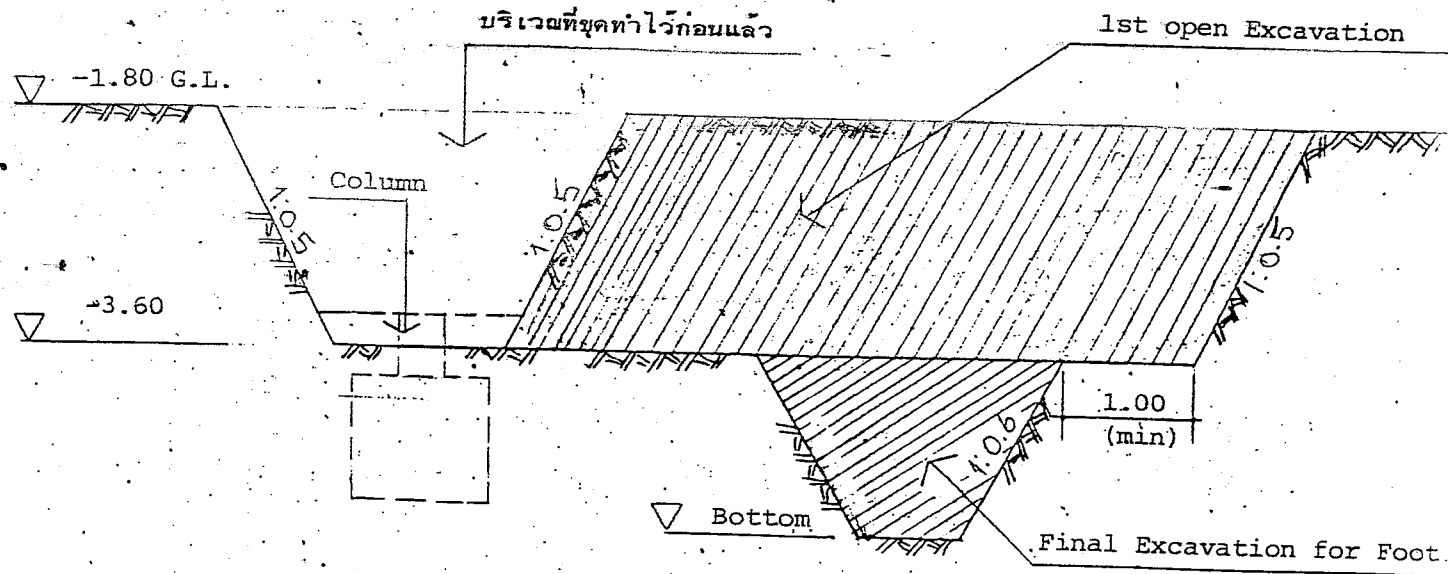 บริเวณที่ขุดทำไว้ก่อนแล้ว
1st open Excavation
-1.80 G.L.
Column
1:0.5
1:0.5
1:0.5
-3.60
1.00
(min)
1:0.6
Bottom
Final Excavation for Foot.